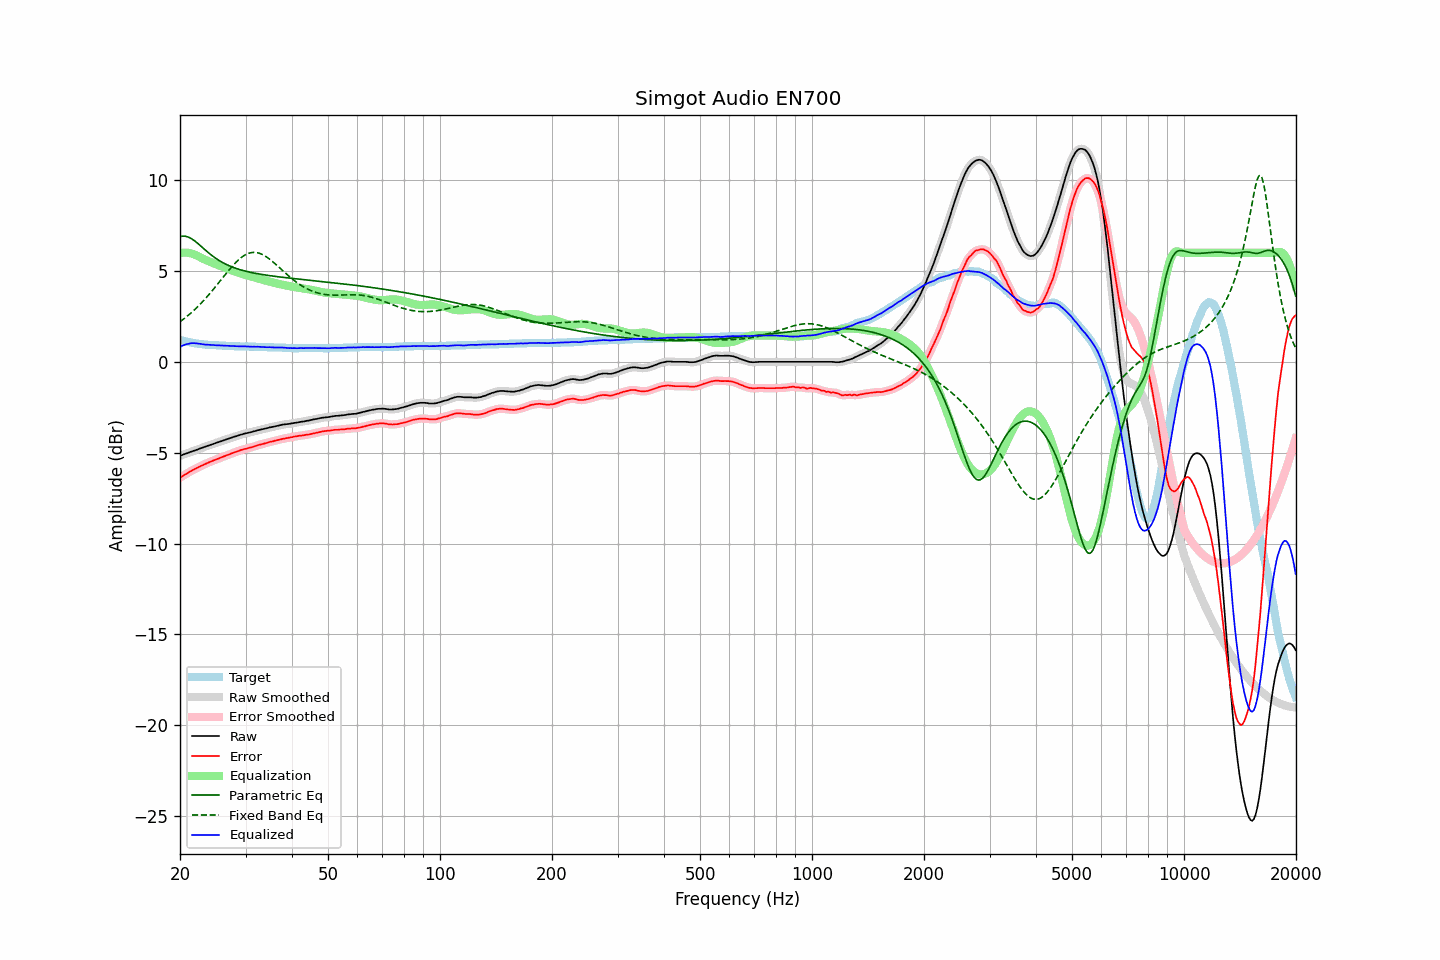 Simgot Audio EN700
Amplitude (dBr)
10
5
0
−5
−10
−15
−20
−25
Target
Raw Smoothed
Error Smoothed
Raw
Error
Equalization
Parametric Eq
Fixed Band Eq
Equalized
20 50 100 200 500 1000 2000 5000 10000 20000
Frequency (Hz)